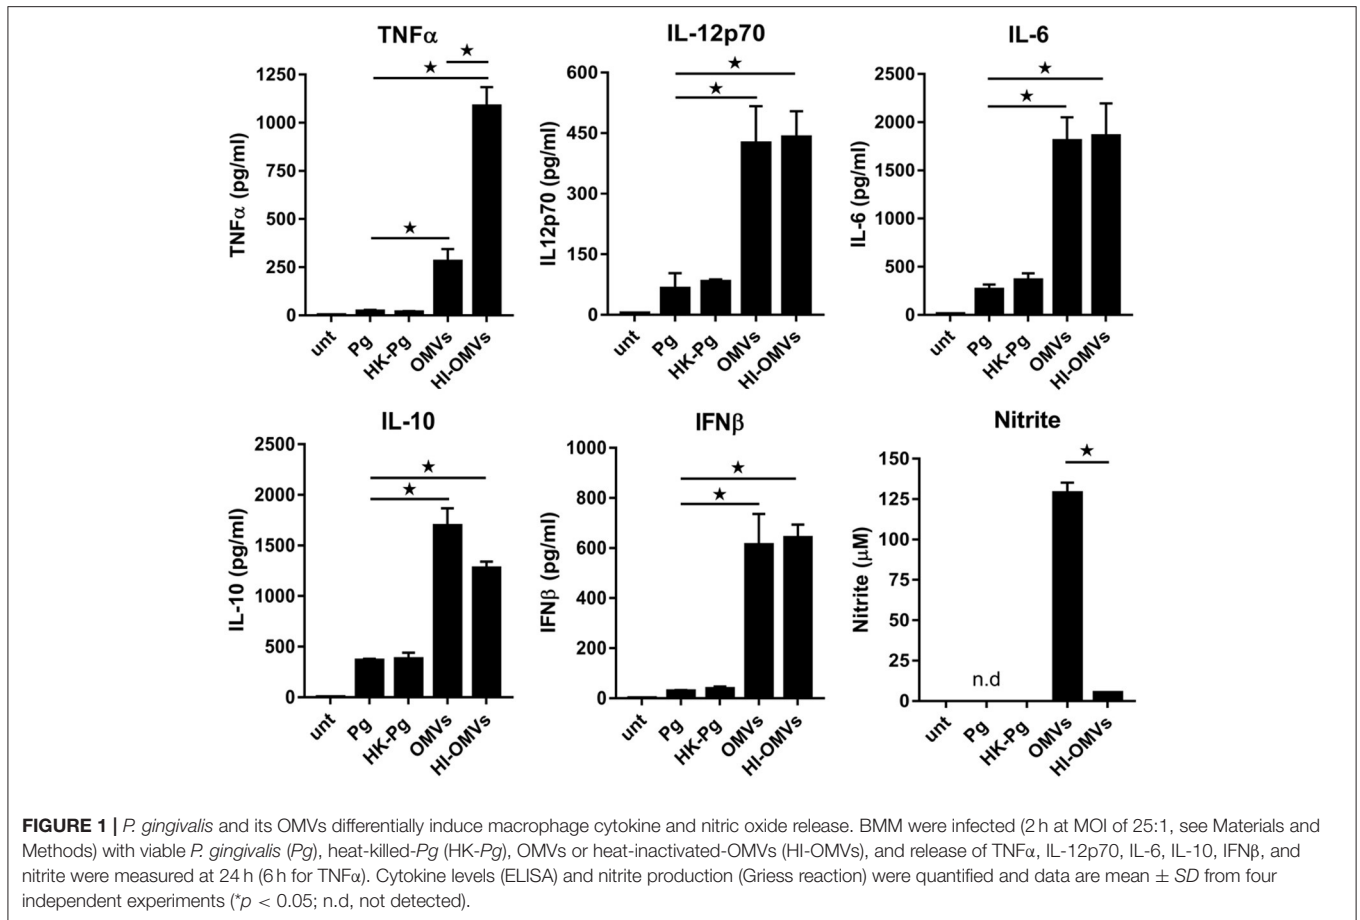 TNFα
★
★
★
1250
1000
750
500
250
0
TNFα (pg/ml)
unt
Pg
HK-Pg
OMVs
HI-OMVs
IL-12p70
★
★
600
450
300
150
0
IL12p70 (pg/ml)
unt
Pg
HK-Pg
OMVs
HI-OMVs
IL-6
★
★
2500
2000
1500
1000
500
0
IL-6 (pg/ml)
unt
Pg
HK-Pg
OMVs
HI-OMVs
IL-10
★
★
2500
2000
1500
1000
500
0
IL-10 (pg/ml)
unt
Pg
HK-Pg
OMVs
HI-OMVs
IFNβ
★
★
1000
800
600
400
200
0
IFNβ (pg/ml)
unt
Pg
HK-Pg
OMVs
HI-OMVs
Nitrite
★
150
125
100
75
50
25
0
Nitrite (μM)
n.d
unt
Pg
HK-Pg
OMVs
HI-OMVs
FIGURE 1 | P. gingivalis and its OMVs differentially induce macrophage cytokine and nitric oxide release. BMM were infected (2 h at MOI of 25:1, see Materials and
Methods) with viable P. gingivalis (Pg), heat-killed-Pg (HK-Pg), OMVs or heat-inactivated-OMVs (HI-OMVs), and release of TNFα, IL-12p70, IL-6, IL-10, IFNβ, and
nitrite were measured at 24 h (6 h for TNFα). Cytokine levels (ELISA) and nitrite production (Griess reaction) were quantified and data are mean ± SD from four
independent experiments (*p < 0.05; n.d, not detected).